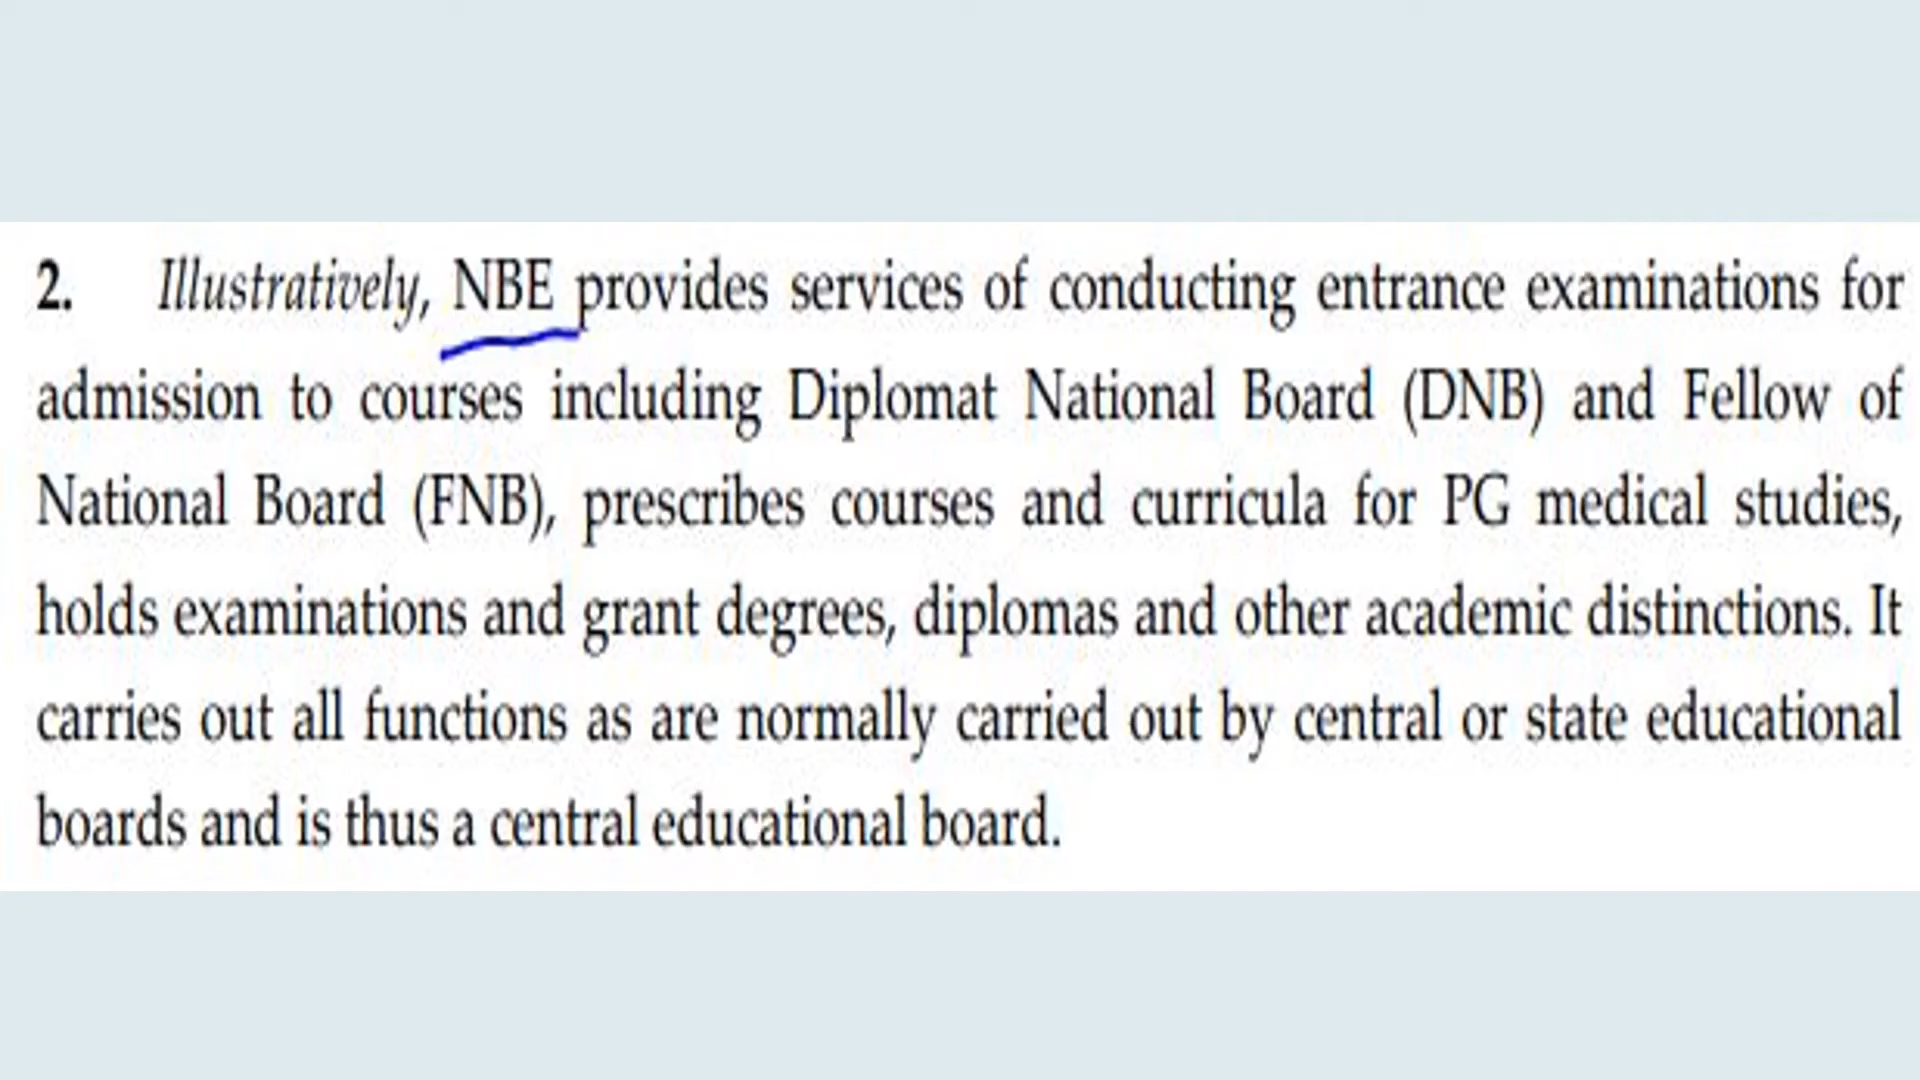 2. Illustratively, NBE provides services of conducting entrance examinations for
admission to courses including Diplomat National Board (DNB) and Fellow of
National Board (FNB), prescribes courses and curricula for PG medical studies,
holds examinations and grant degrees, diplomas and other academic distinctions. It
carries out all functions as are normally carried out by central or state educational
boards and is thus a central educational board.